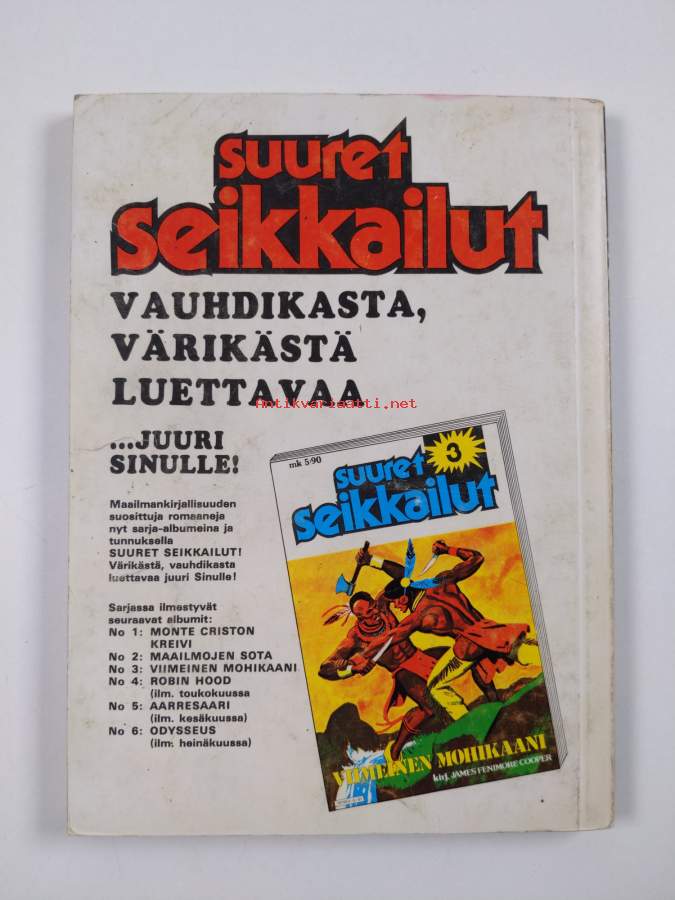 suuret
seikkailut
VAUHDIKASTA,
VÄRIKÄSTÄ
LUETTAVAA
Antikvariaatti.net
...JUURI
SINULLE!
Maailmankirjallisuuden
suosittuja romaaneja
nyt sarja-albumeina ja
tunnuksella
SUURET SEIKKAILUT!
Värikästä, vauhdikasta
luettavaa juuri Sinulle!
Sarjassa ilmestyvät
seuraavat albumit:
No 1: MONTE CRISTON
KREIVI
No 2: MAAILMOJEN SOTA
No 3: VIIMEINEN MOHIKAANI
No 4: ROBIN HOOD
(ilm. toukokuussa
No 5: AARRESAARI
(ilm. kesäkuussa)
No 6: ODYSSEUS
(ilm. heinäkuussa)
mk 5/90
3
suuret
seikkailut
VIIMEINEN MOHIKAANI
kirj. JAMES FENIMORE COOPER